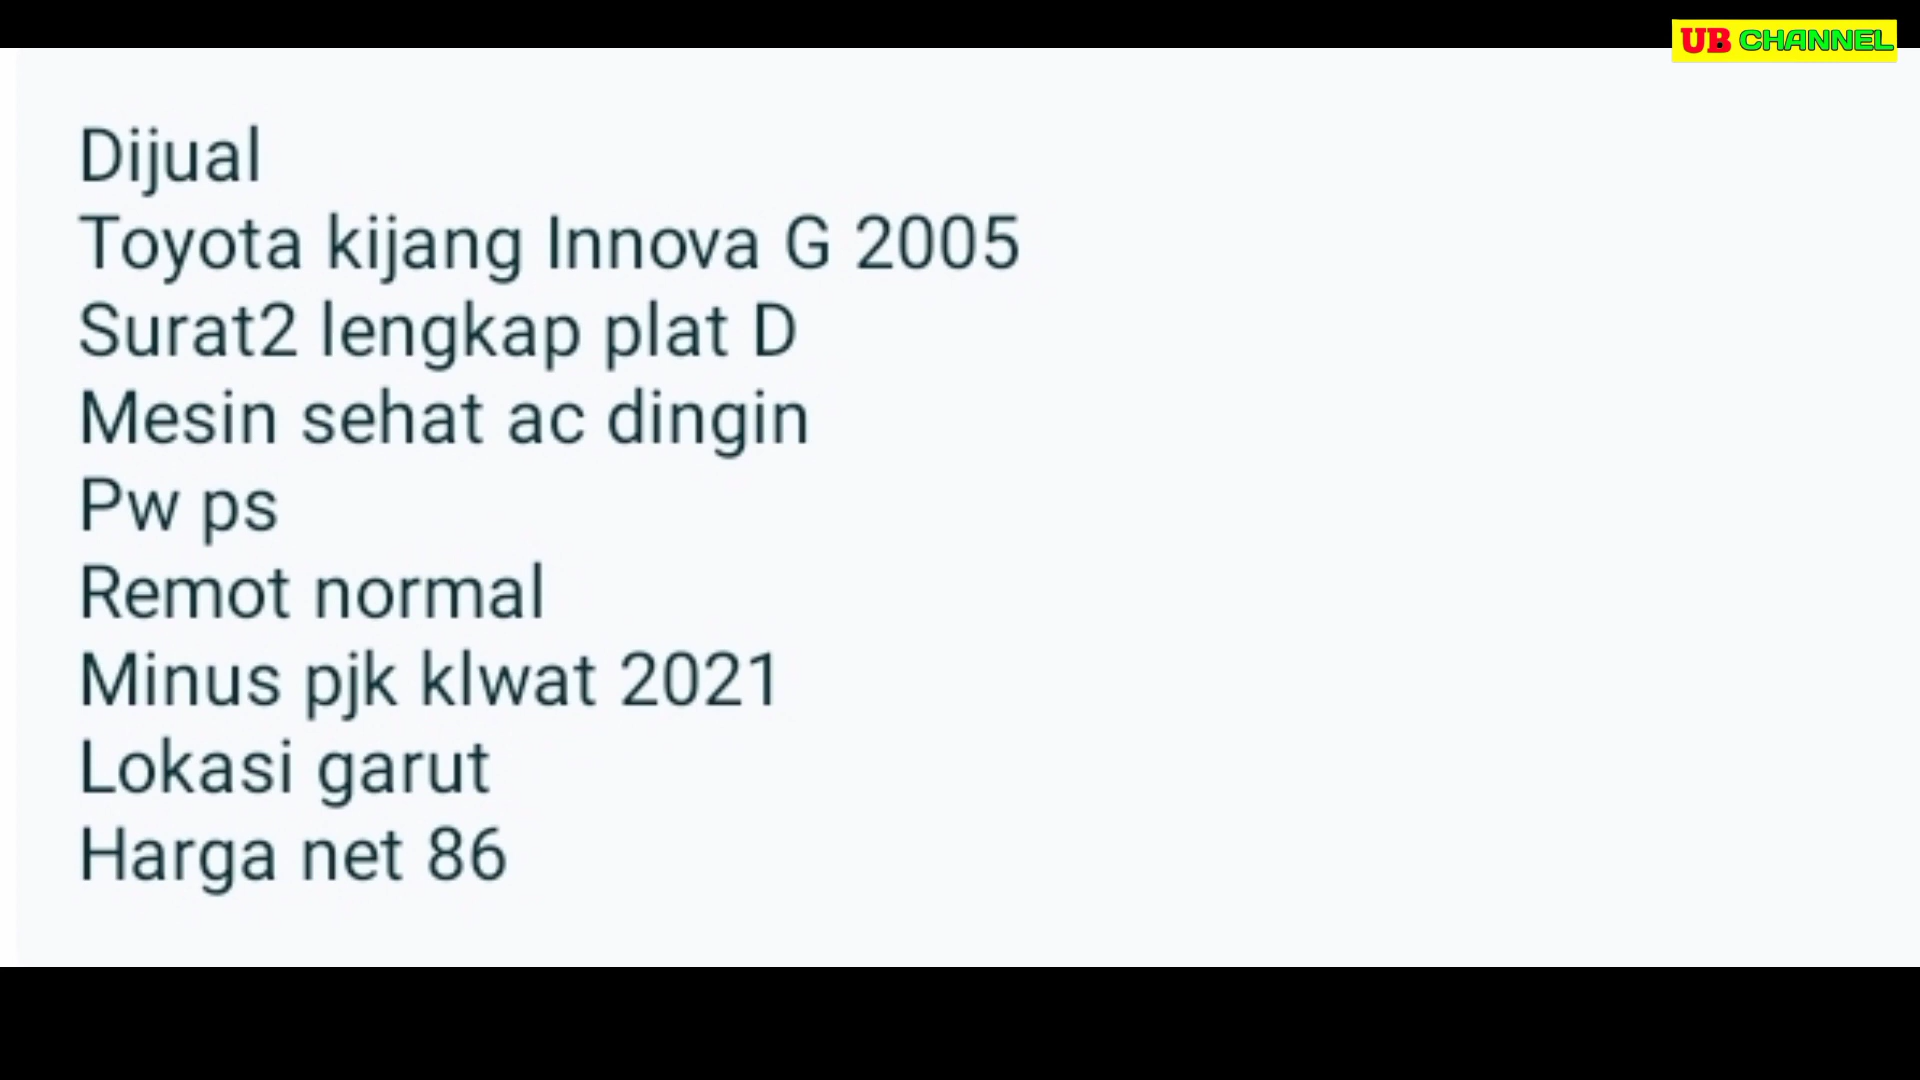 UB CHANNEL
Dijual
Toyota kijang Innova G 2005
Surat2 lengkap plat D
Mesin sehat ac dingin
Pw ps
Remot normal
Minus pjk klwat 2021
Lokasi garut
Harga net 86